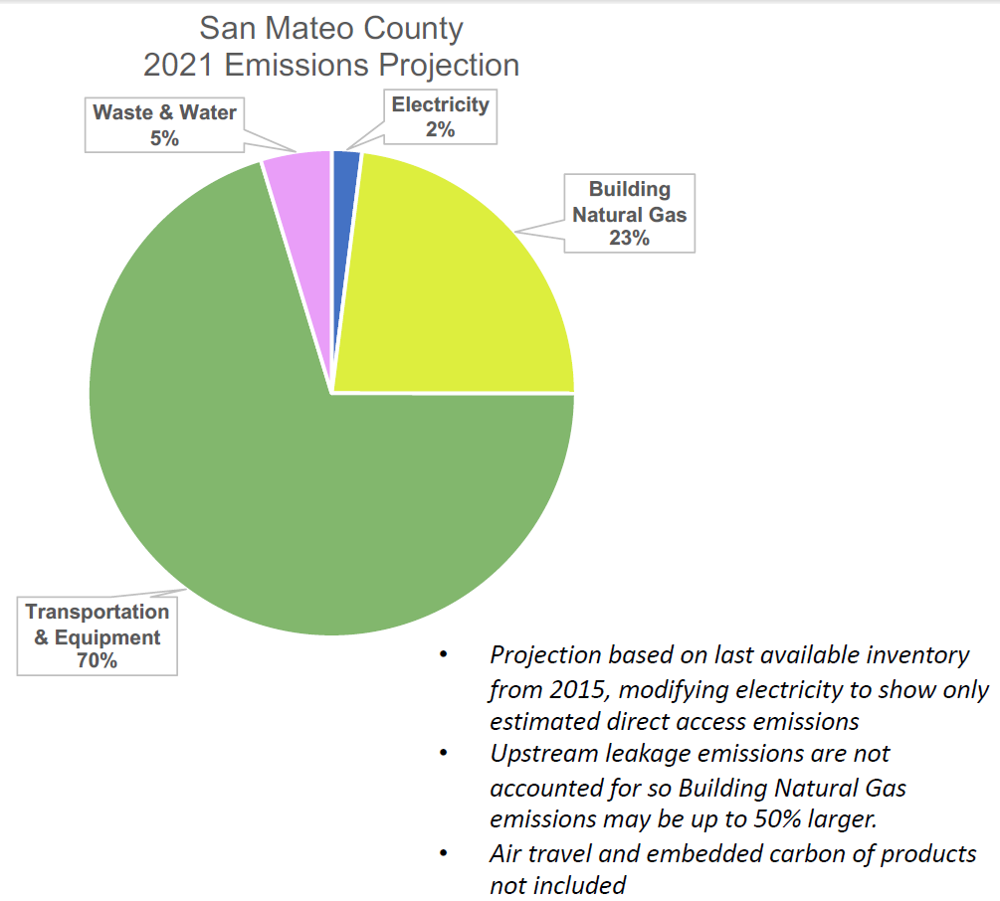 San Mateo County
2021 Emissions Projection
Waste & Water
5%
Electricity
2%
Building
Natural Gas
23%
Transportation
& Equipment
70%
• Projection based on last available inventory
from 2015, modifying electricity to show only
estimated direct access emissions
• Upstream leakage emissions are not
accounted for so Building Natural Gas
emissions may be up to 50% larger.
• Air travel and embedded carbon of products
not included